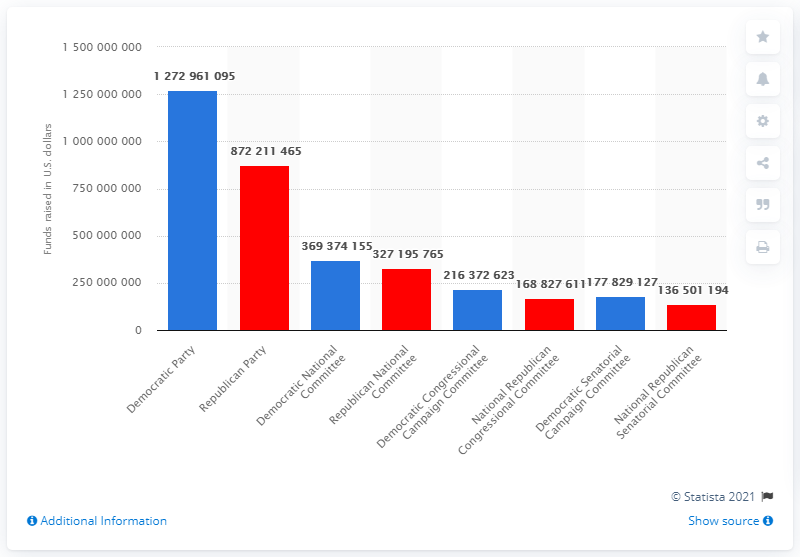 Funds raised in U.S. dollars
1 500 000 000
1 250 000 000
1 000 000 000
750 000 000
500 000 000
250 000 000
0
1 272 961 095
872 211 465
369 374 155
327 195 765
216 372 623
168 827 611
177 829 127
136 501 194
Democratic Party
Republican Party
Democratic National
Committee
Republican National
Committee
Democratic Congressional
Campaign Committee
National Republican
Congressional Committee
Democratic Senatorial
Campaign Committee
National Republican
Senatorial Committee
© Statista 2021
Additional Information
Show source